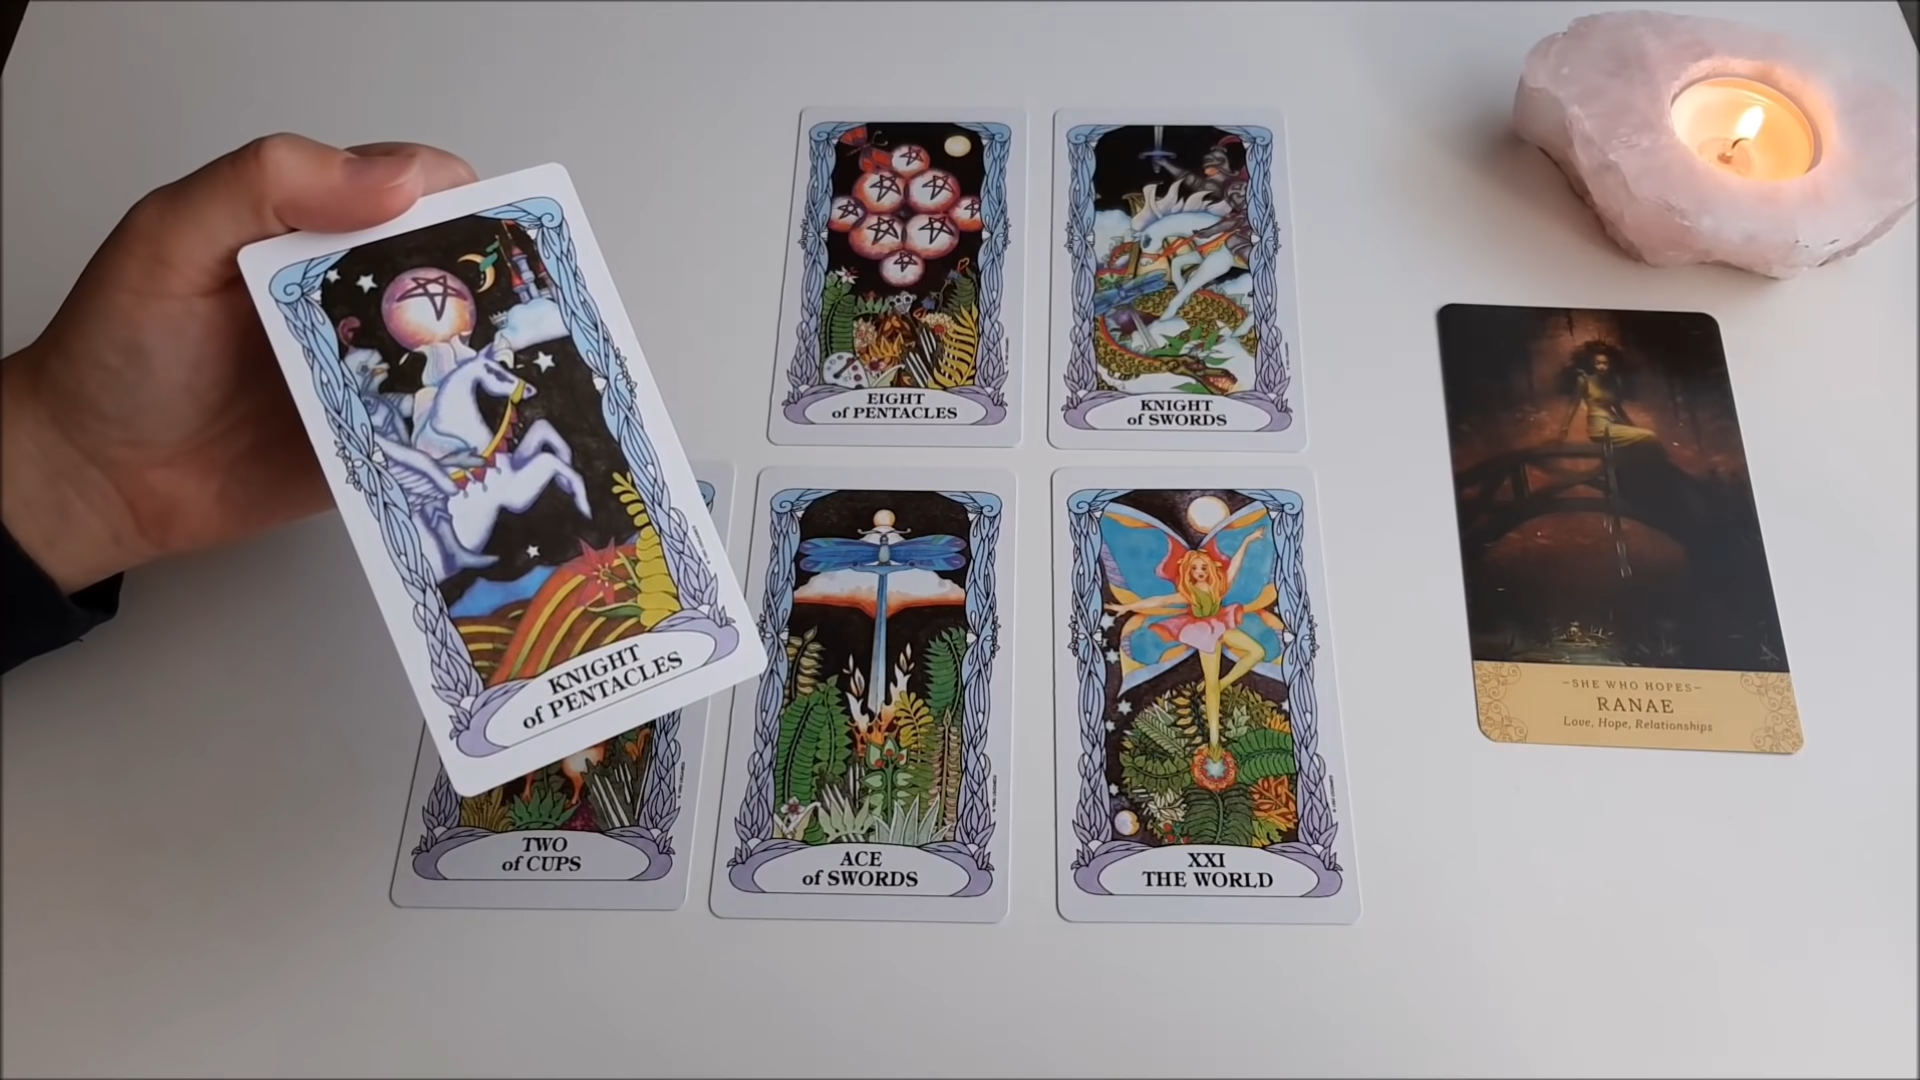 EIGHT
of PENTACLES
KNIGHT
of SWORDS
KNIGHT
of PENTACLES
TWO
of CUPS
ACE
of SWORDS
XXI
THE WORLD
~SHE WHO HOPES~
RANAE
Love, Hope, Relationships